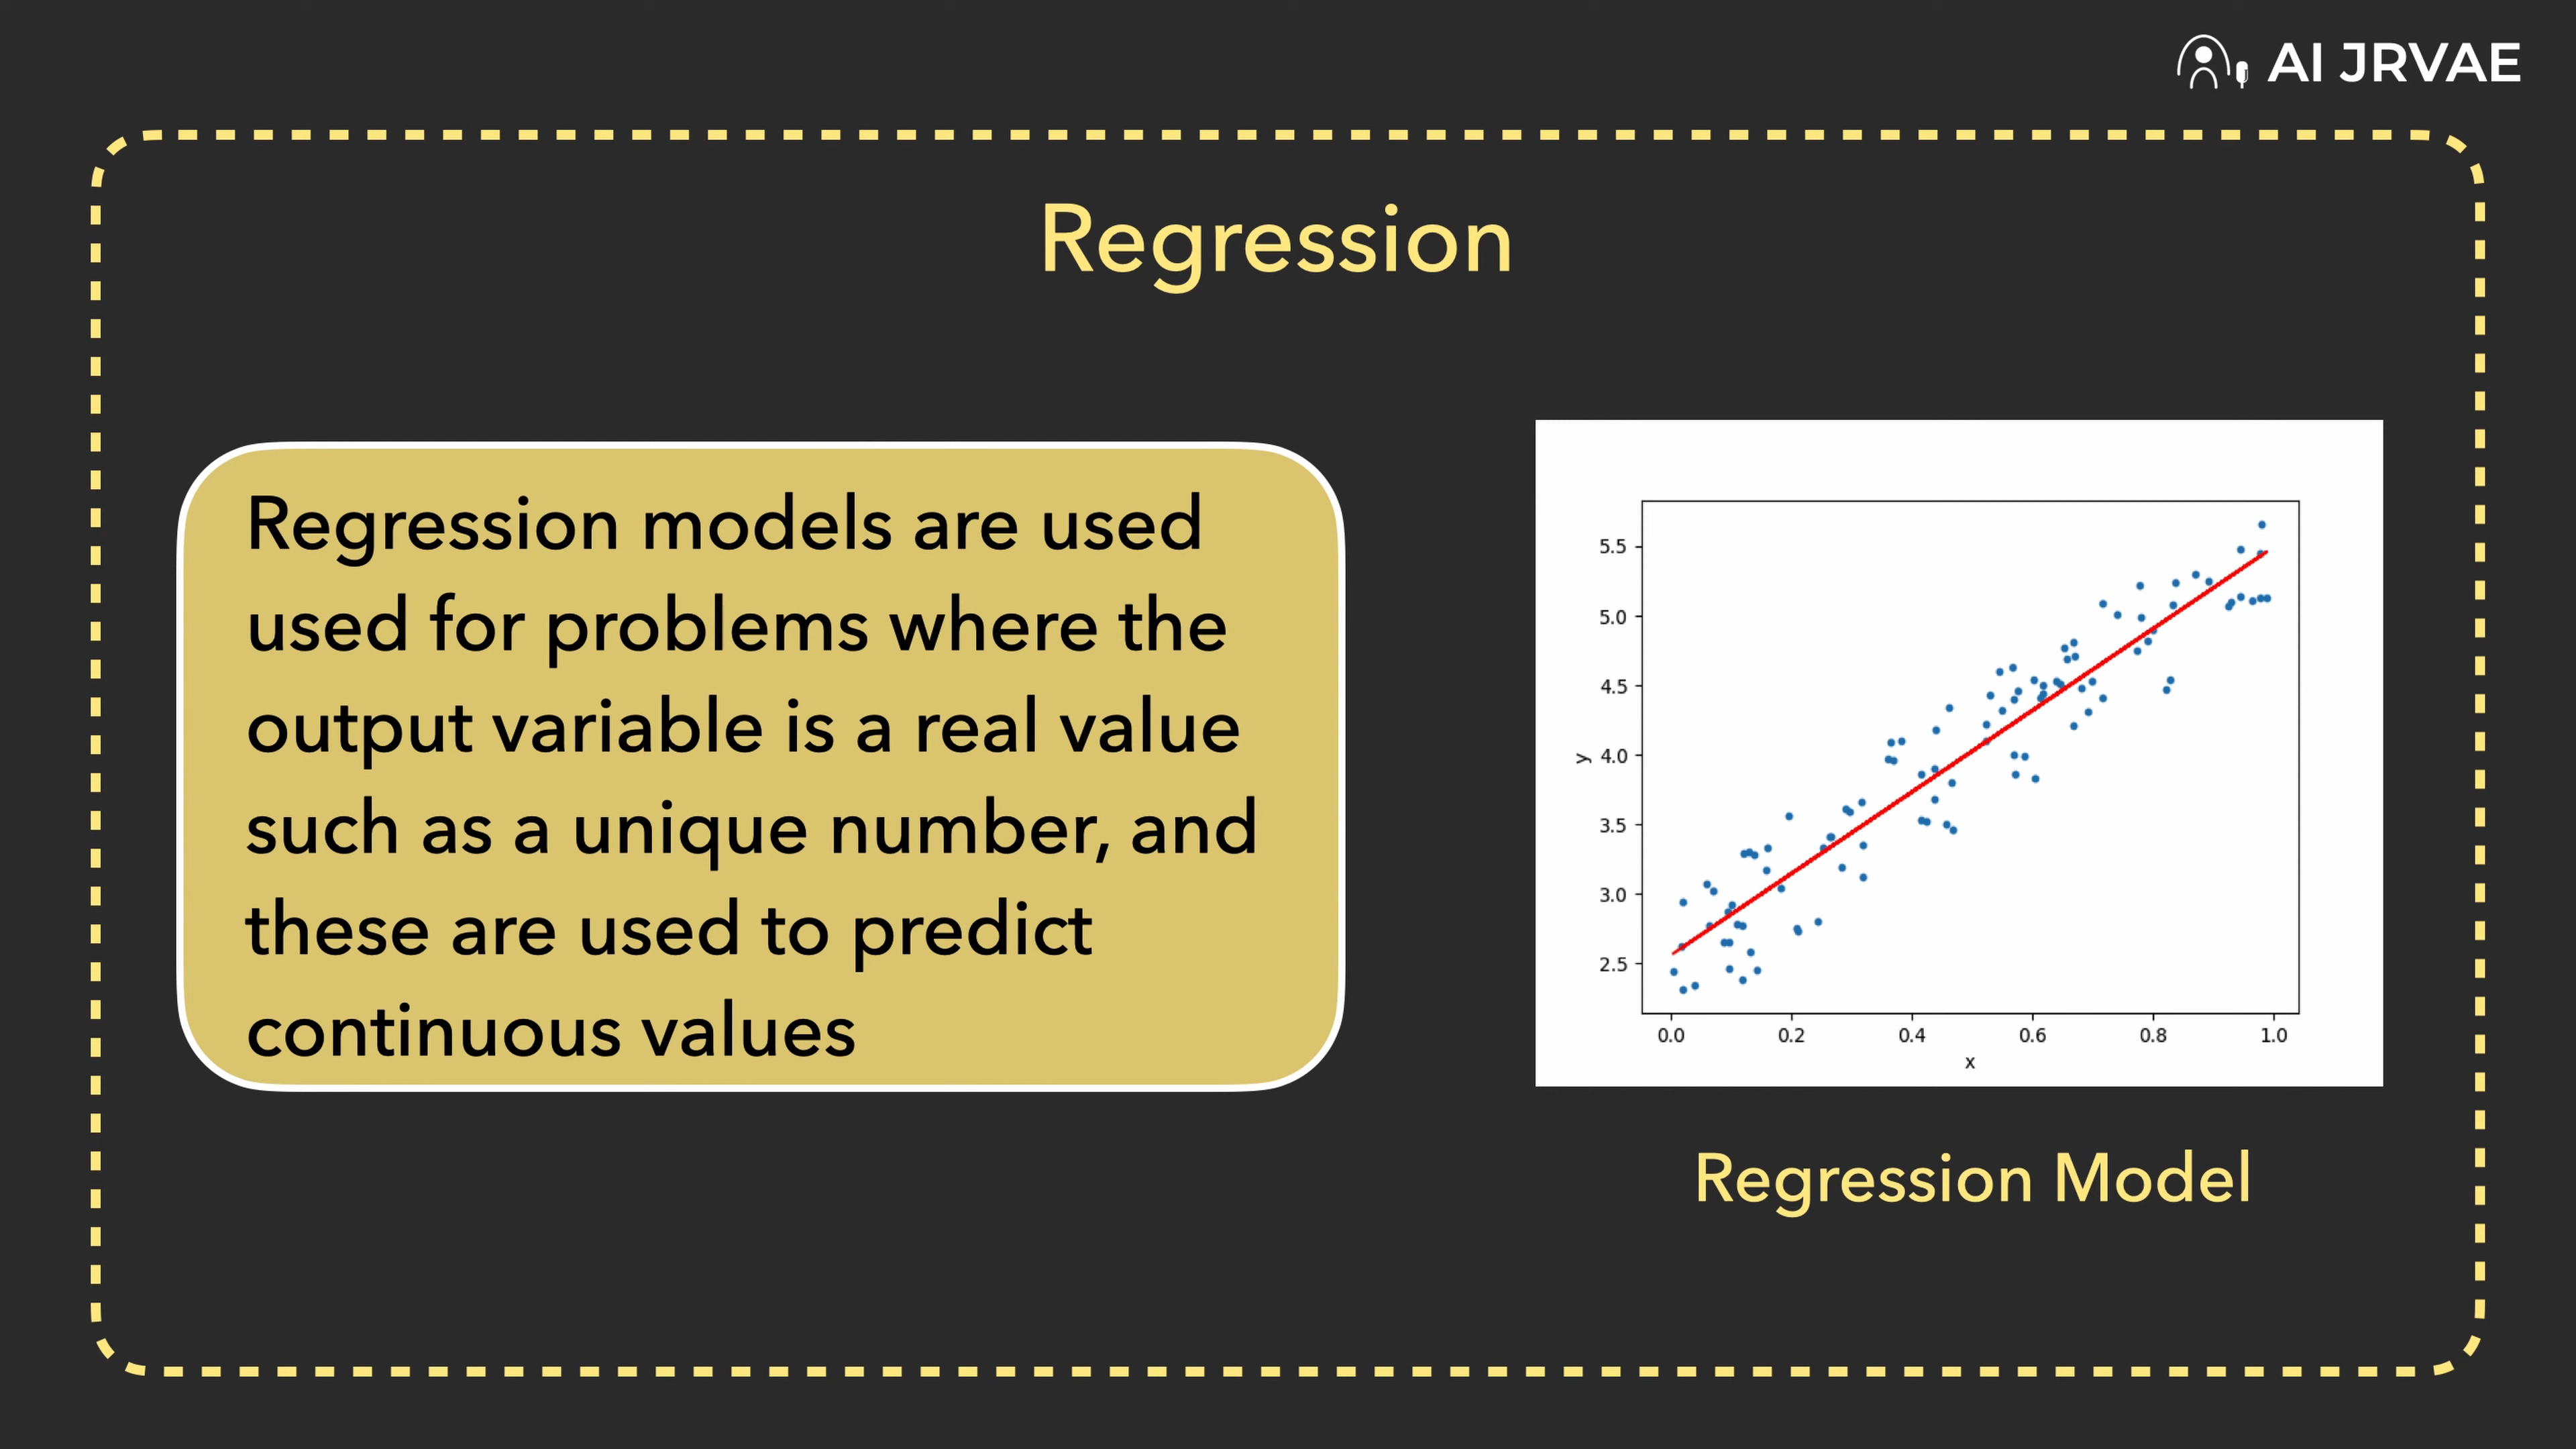 AI JRVAE
Regression
Regression models are used
used for problems where the
output variable is a real value
such as a unique number, and
these are used to predict
continuous values
5.5
5.0
4.5
4.0
3.5
3.0
2.5
y
0.0 0.2 0.4 0.6 0.8 1.0
x
Regression Model